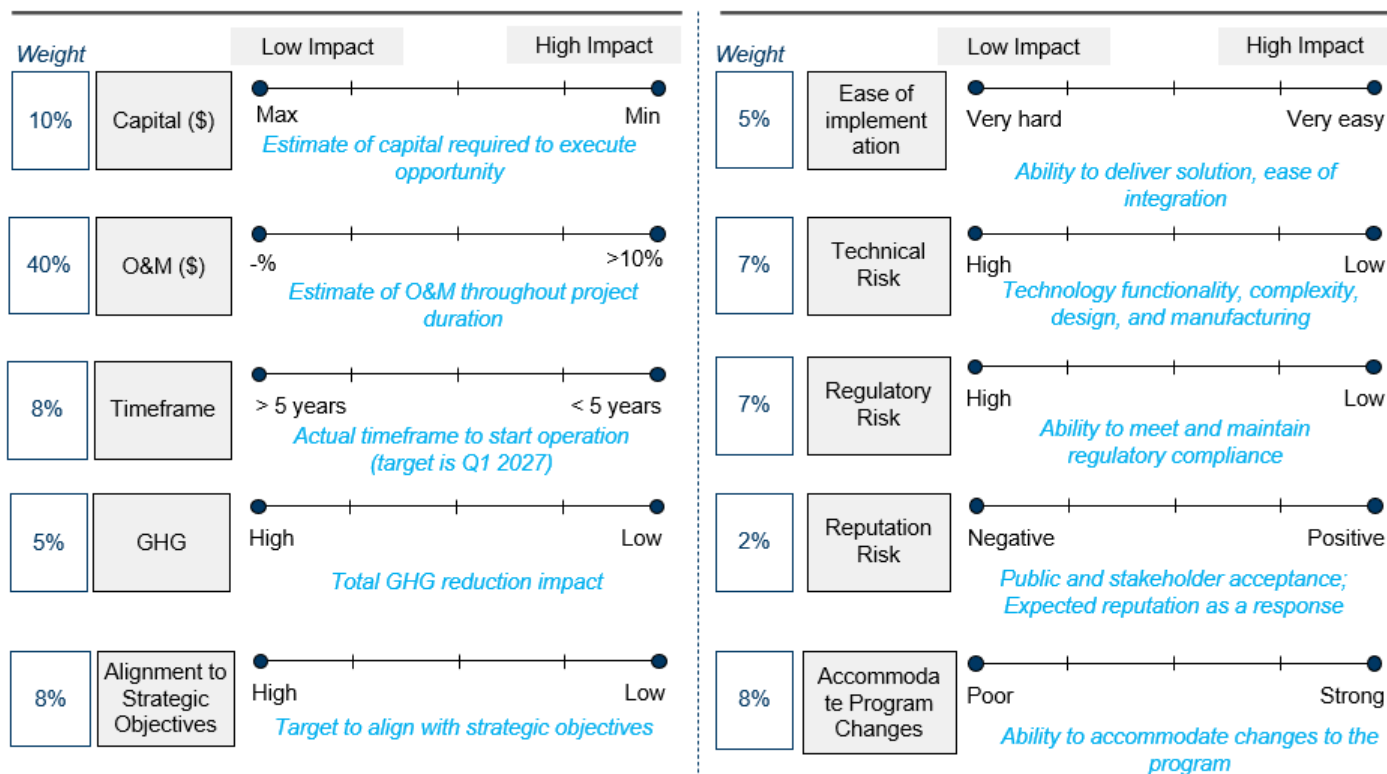 Weight
Low Impact
High Impact
10%
Capital ($)
Max
Min
Estimate of capital required to execute
opportunity
40%
O&M ($)
-%
>10%
Estimate of O&M throughout project
duration
8%
Timeframe
> 5 years
< 5 years
Actual timeframe to start operation
(target is Q1 2027)
5%
GHG
High
Low
Total GHG reduction impact
8%
Alignment to
Strategic
Objectives
High
Low
Target to align with strategic objectives
Weight
Low Impact
High Impact
5%
Ease of
implement
ation
Very hard
Very easy
Ability to deliver solution, ease of
integration
7%
Technical
Risk
High
Low
Technology functionality, complexity,
design, and manufacturing
7%
Regulatory
Risk
High
Low
Ability to meet and maintain
regulatory compliance
2%
Reputation
Risk
Negative
Positive
Public and stakeholder acceptance;
Expected reputation as a response
8%
Accommoda
te Program
Changes
Poor
Strong
Ability to accommodate changes to the
program